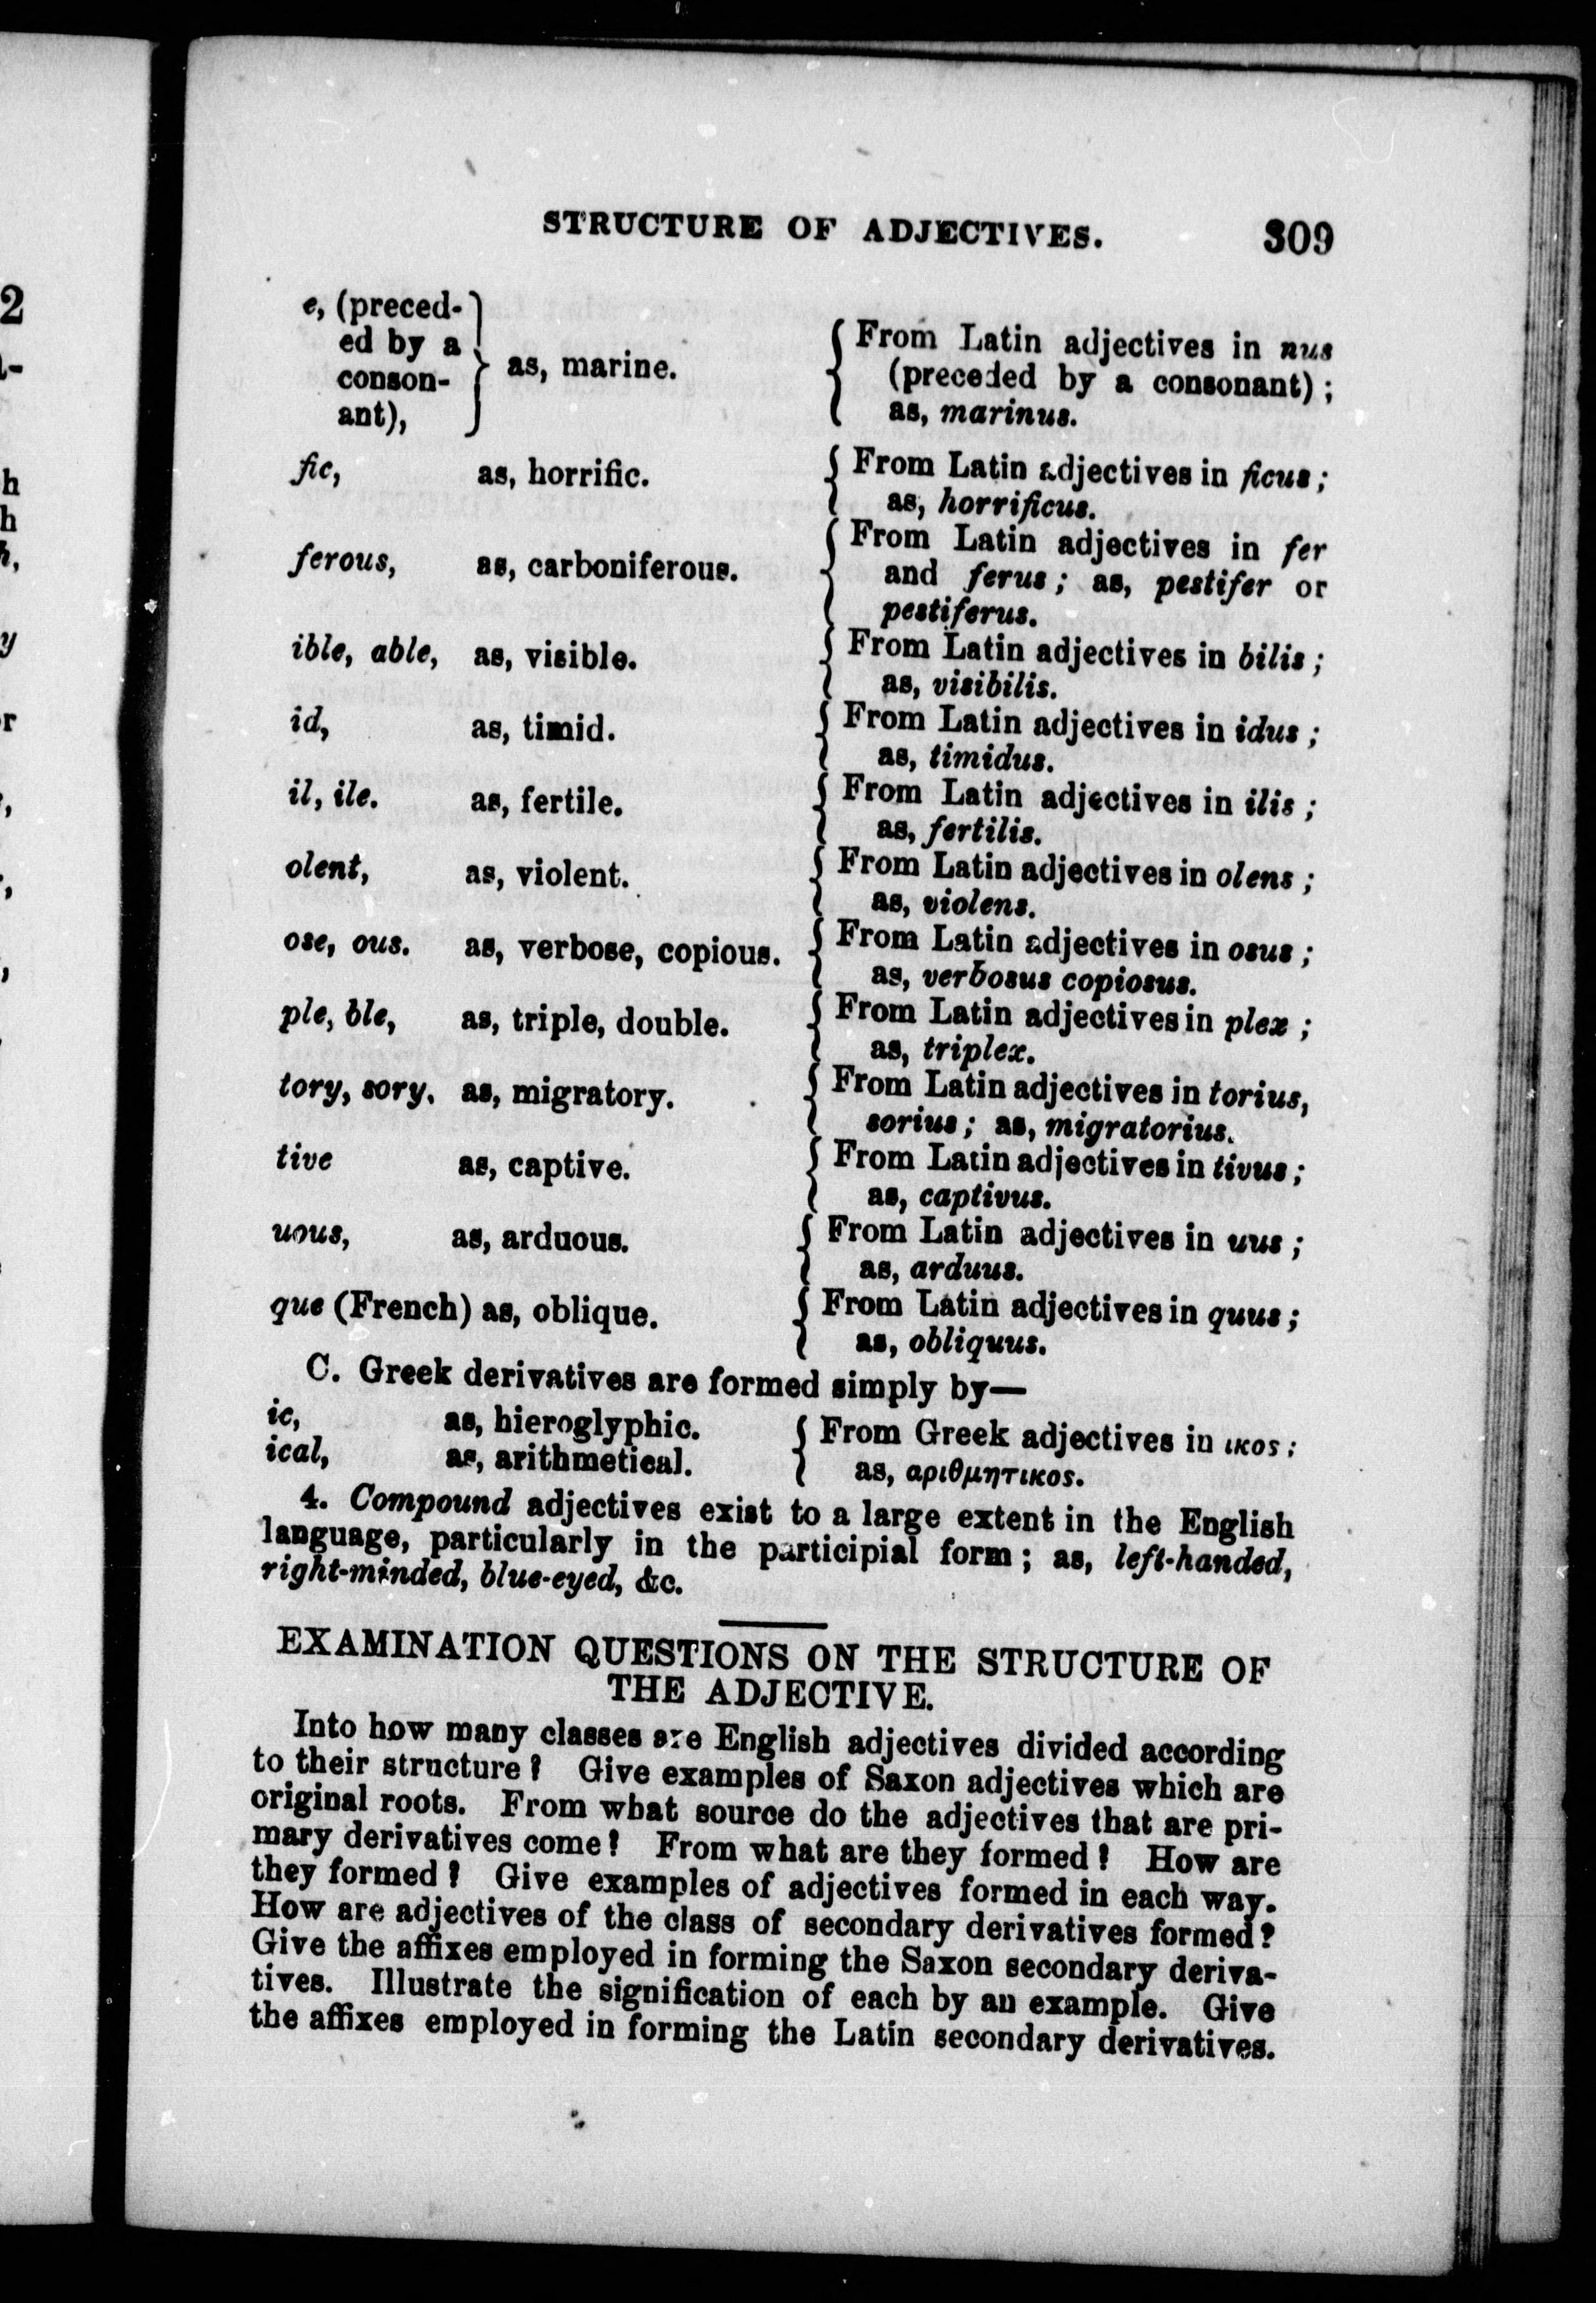 STRUCTURE OF ADJECTIVES. 309
e, (preced-
ed by a
conson-
ant), as, marine. From Latin adjectives in nus
(preceded by a consonant) ;
as, marinus.
fic, as, horrific. From Latin adjectives in ficus ;
as, horrificus.
ferous, as, carboniferous. From Latin adjectives in fer
and ferus ; as, pestifer or
pestiferus.
ible, able, as, visible. From Latin adjectives in bilis ;
as, visibilis.
id, as, timid. From Latin adjectives in idus ;
as, timidus.
il, ile. as, fertile. From Latin adjectives in ilis ;
as, fertilis.
olent, as, violent. From Latin adjectives in olens ;
as, violens.
ose, ous. as, verbose, copious. From Latin adjectives in osus ;
as, verbosus copiosus.
ple, ble, as, triple, double. From Latin adjectives in plex ;
as, triplex.
tory, sory. as, migratory. From Latin adjectives in torius,
sorius ; as, migratorius.
tive as, captive. From Latin adjectives in tivus ;
as, captivus.
uous, as, arduous. From Latin adjectives in uus ;
as, arduus.
que (French) as, oblique. From Latin adjectives in quus ;
as, obliquus.
C. Greek derivatives are formed simply by—
ic, as, hieroglyphic. From Greek adjectives in ικος ;
ical, as, arithmetical. as, αριθμητικος.
4. Compound adjectives exist to a large extent in the English
language, particularly in the participial form ; as, left-handed,
right-minded, blue-eyed, &c.
EXAMINATION QUESTIONS ON THE STRUCTURE OF
THE ADJECTIVE.
Into how many classes are English adjectives divided according
to their structure ? Give examples of Saxon adjectives which are
original roots. From what source do the adjectives that are pri-
mary derivatives come ? From what are they formed ? How are
they formed ? Give examples of adjectives formed in each way.
How are adjectives of the class of secondary derivatives formed ?
Give the affixes employed in forming the Saxon secondary deriva-
tives. Illustrate the signification of each by an example. Give
the affixes employed in forming the Latin secondary derivatives.